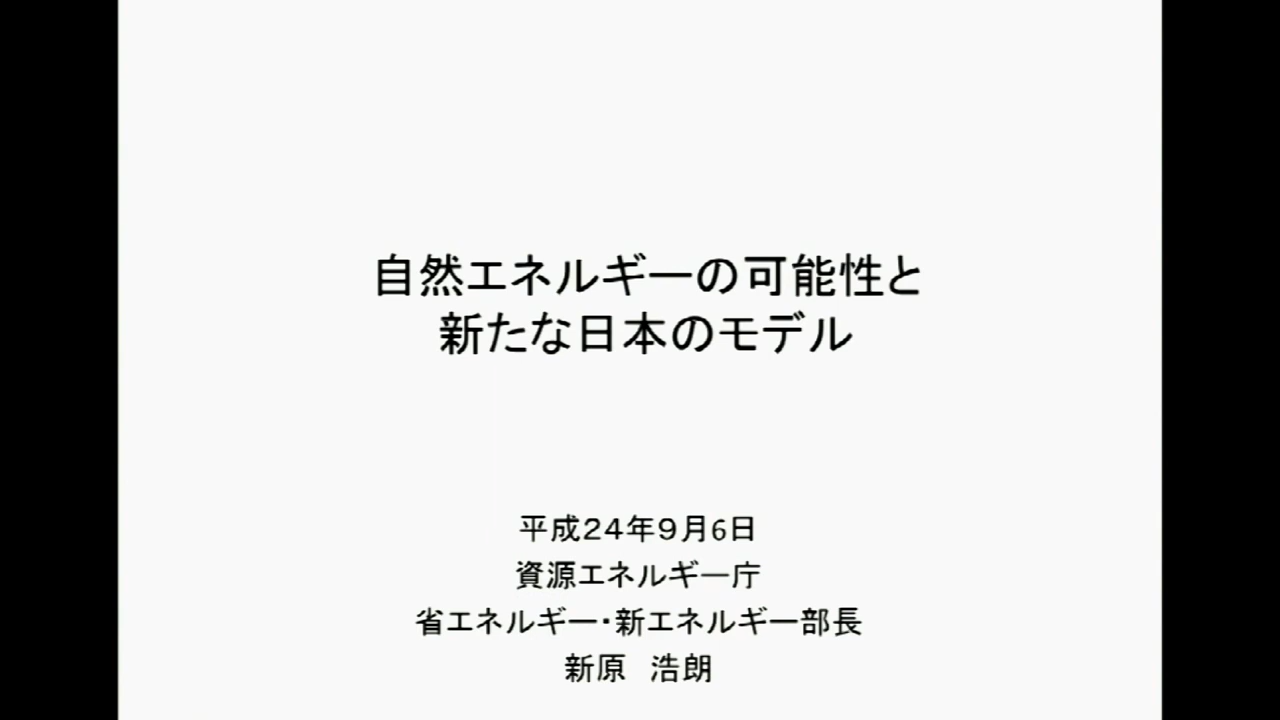 自然エネルギーの可能性と
新たな日本のモデル
平成２４年９月6日
資源エネルギー庁
省エネルギー・新エネルギー部長
新原　浩朗